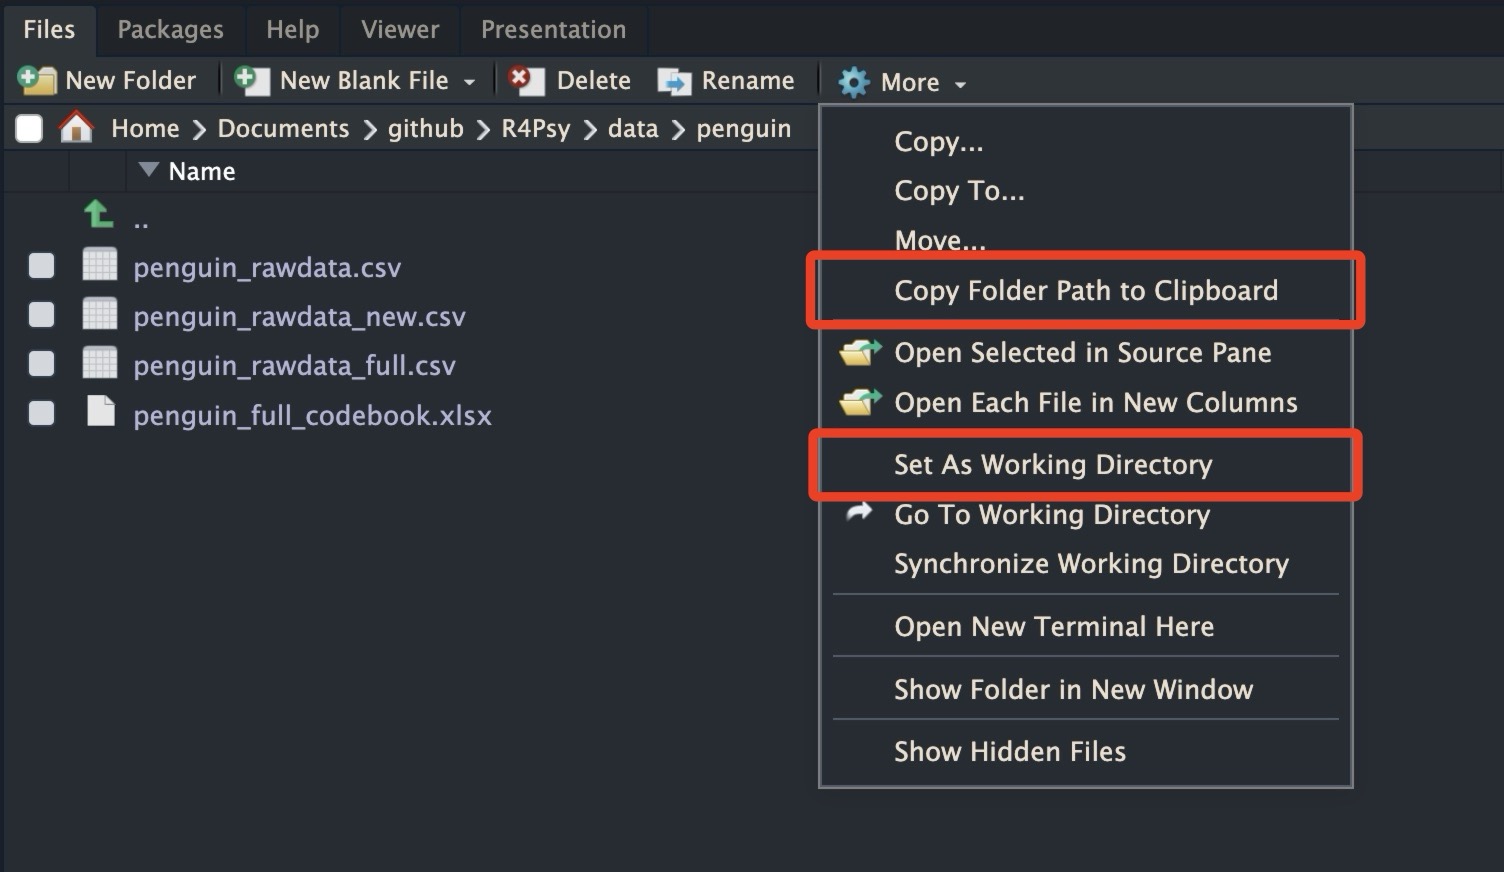 Files Packages Help Viewer Presentation
New Folder New Blank File Delete Rename More
Home Documents github R4Psy data penguin
Name
..
penguin_rawdata.csv
penguin_rawdata_new.csv
penguin_rawdata_full.csv
penguin_full_codebook.xlsx
Copy...
Copy To...
Move...
Copy Folder Path to Clipboard
Open Selected in Source Pane
Open Each File in New Columns
Set As Working Directory
Go To Working Directory
Synchronize Working Directory
Open New Terminal Here
Show Folder in New Window
Show Hidden Files